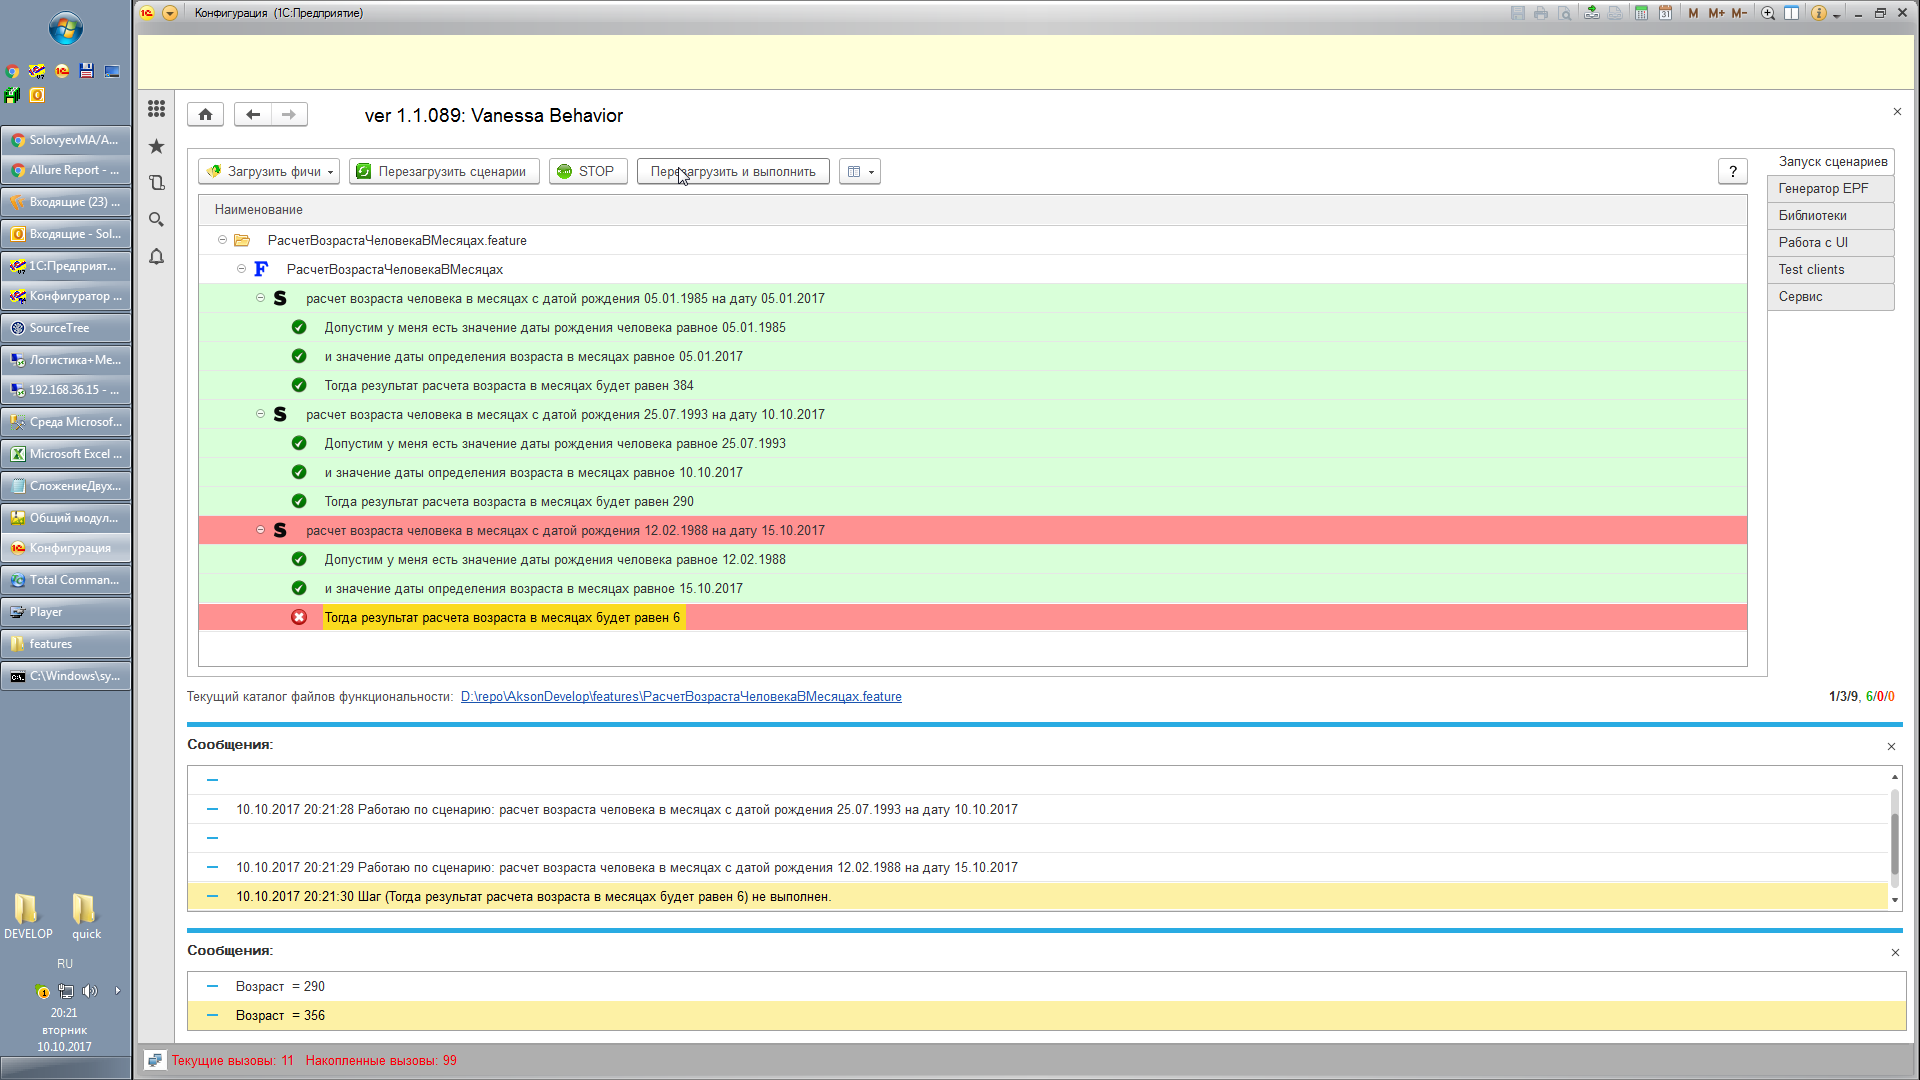 Конфигурация (1С:Предприятие)
M M+ M-
SolovyevMA/A...
Allure Report - ...
Входящие (23) ...
Входящие - Sol...
1С:Предприят...
Конфигуратор ...
SourceTree
Логистика+Ме...
192.168.36.15 - ...
Среда Microsof...
Microsoft Excel ...
СложениеДвух...
Общий модул...
Конфигурация
Total Comman...
Player
features
C:\Windows\sy...
DEVELOP
quick
RU
20:21
вторник
10.10.2017
ver 1.1.089: Vanessa Behavior
Загрузить фичи
Перезагрузить сценарии
STOP
Перезагрузить и выполнить
?
Запуск сценариев
Генератор EPF
Библиотеки
Работа с UI
Test clients
Сервис
Наименование
РасчетВозрастаЧеловекаВМесяцах.feature
F РасчетВозрастаЧеловекаВМесяцах
S расчет возраста человека в месяцах с датой рождения 05.01.1985 на дату 05.01.2017
Допустим у меня есть значение даты рождения человека равное 05.01.1985
и значение даты определения возраста в месяцах равное 05.01.2017
Тогда результат расчета возраста в месяцах будет равен 384
S расчет возраста человека в месяцах с датой рождения 25.07.1993 на дату 10.10.2017
Допустим у меня есть значение даты рождения человека равное 25.07.1993
и значение даты определения возраста в месяцах равное 10.10.2017
Тогда результат расчета возраста в месяцах будет равен 290
S расчет возраста человека в месяцах с датой рождения 12.02.1988 на дату 15.10.2017
Допустим у меня есть значение даты рождения человека равное 12.02.1988
и значение даты определения возраста в месяцах равное 15.10.2017
Тогда результат расчета возраста в месяцах будет равен 6
Текущий каталог файлов функциональности: D:\repo\AksonDevelop\features\РасчетВозрастаЧеловекаВМесяцах.feature
1/3/9, 6/0/0
Сообщения:
10.10.2017 20:21:28 Работаю по сценарию: расчет возраста человека в месяцах с датой рождения 25.07.1993 на дату 10.10.2017
10.10.2017 20:21:29 Работаю по сценарию: расчет возраста человека в месяцах с датой рождения 12.02.1988 на дату 15.10.2017
10.10.2017 20:21:30 Шаг (Тогда результат расчета возраста в месяцах будет равен 6) не выполнен.
Сообщения:
Возраст = 290
Возраст = 356
Текущие вызовы: 11 Накопленные вызовы: 99